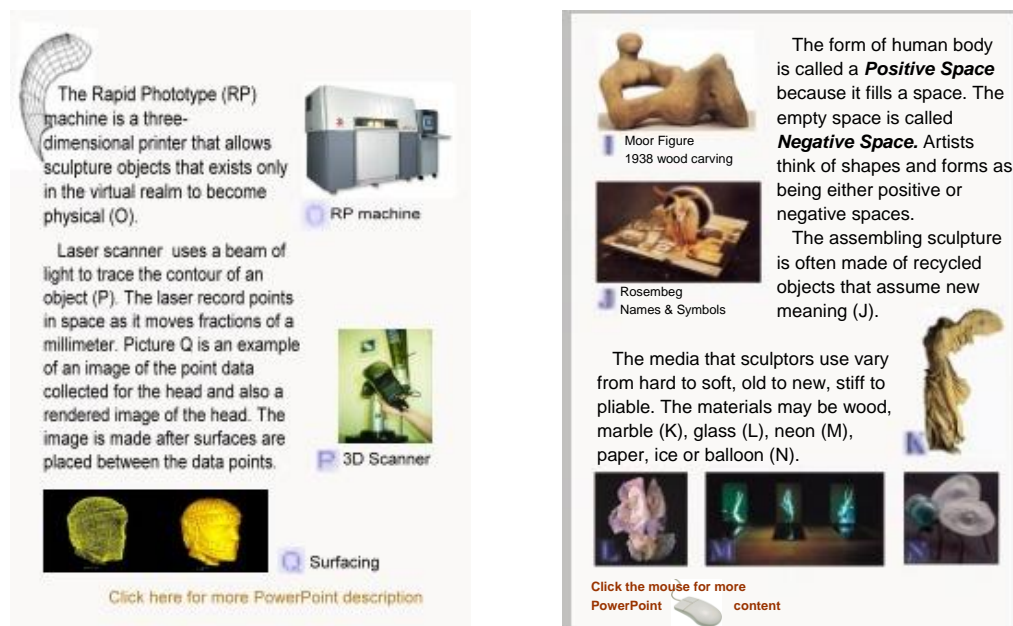 The Rapid Phototype (RP)
machine is a three-
dimensional printer that allows
sculpture objects that exists only
in the virtual realm to become
physical (O).
O RP machine
Laser scanner uses a beam of
light to trace the contour of an
object (P). The laser record points
in space as it moves fractions of a
millimeter. Picture Q is an example
of an image of the point data
collected for the head and also a
rendered image of the head. The
image is made after surfaces are
placed between the data points.
P 3D Scanner
Q Surfacing
Click here for more PowerPoint description
The form of human body
is called a Positive Space
because it fills a space. The
empty space is called
Negative Space. Artists
think of shapes and forms as
being either positive or
negative spaces.
I Moor Figure
1938 wood carving
The assembling sculpture
is often made of recycled
objects that assume new
meaning (J).
J Rosembeg
Names & Symbols
The media that sculptors use vary
from hard to soft, old to new, stiff to
pliable. The materials may be wood,
marble (K), glass (L), neon (M),
paper, ice or balloon (N).
K
L
M
N
Click the mouse for more
PowerPoint content